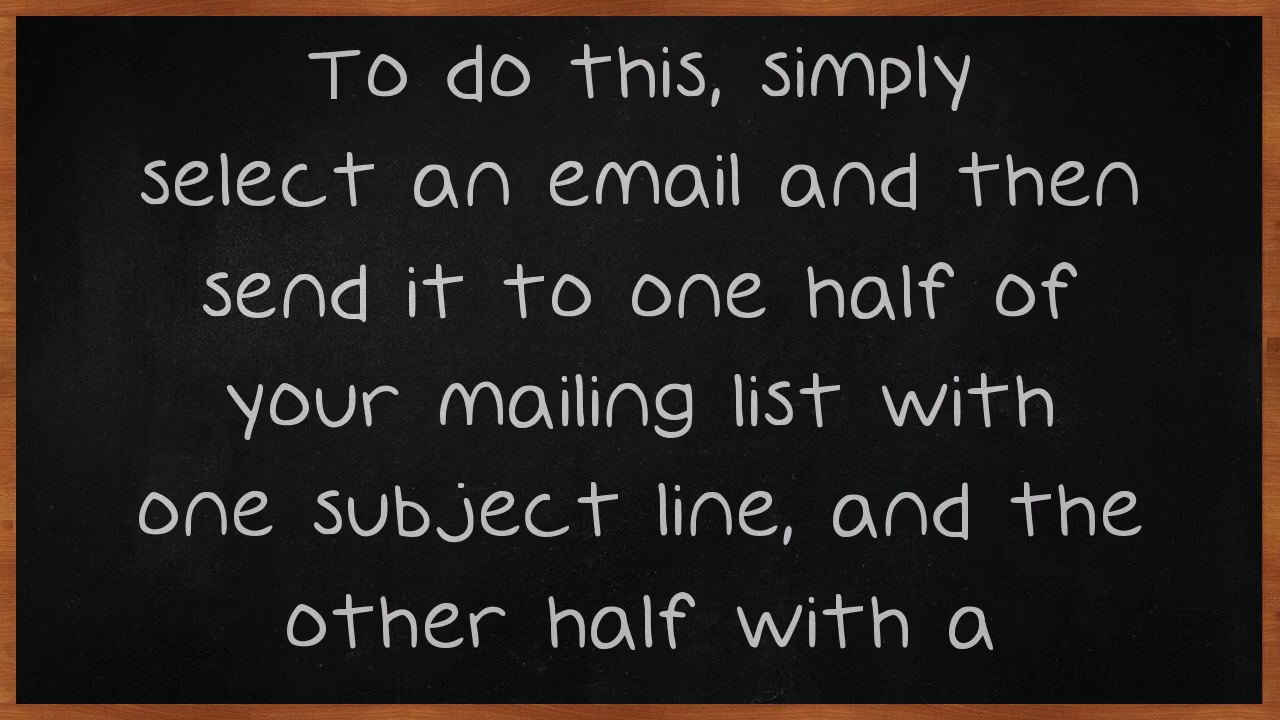 To do this, simply
select an email and then
send it to one half of
your mailing list with
one subject line, and the
other half with a